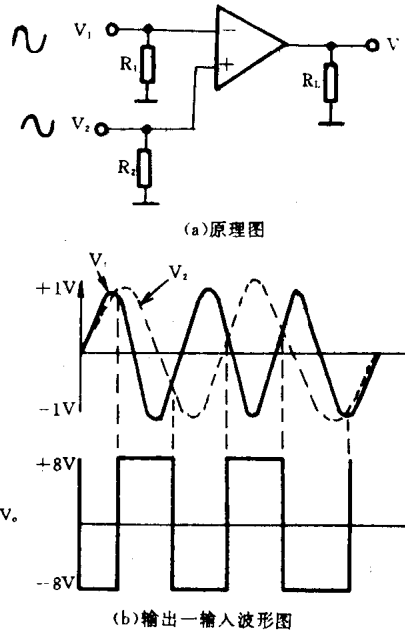 V₁
−
V
R₁
+
R_L
V₂
R₂
(a)原理图
V₁
V₂
+1V
−1V
+8V
Vₒ
--8V
(b)输出一输入波形图